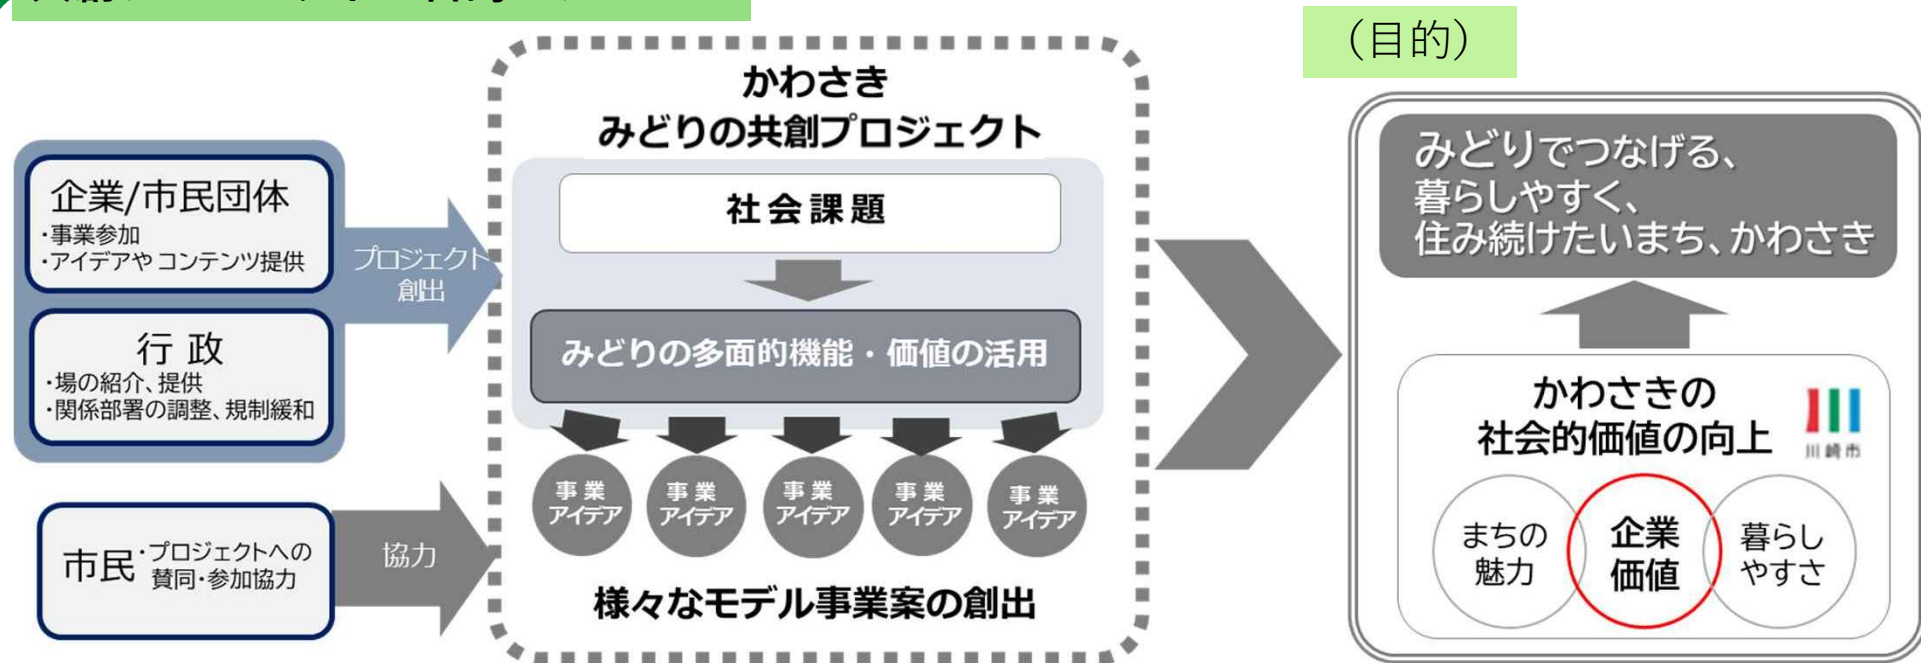 （目的）
企業/市民団体
・事業参加
・アイデアや コンテンツ提供
行 政
・場の紹介、提供
・関係部署の調整、規制緩和
プロジェクト
創出
市民
・プロジェクトへの
賛同・参加協力
協力
かわさき
みどりの共創プロジェクト
社会課題
みどりの多面的機能・価値の活用
事 業
アイデア
事 業
アイデア
事 業
アイデア
事 業
アイデア
事 業
アイデア
様々なモデル事業案の創出
みどりでつなげる、
暮らしやすく、
住み続けたいまち、かわさき
かわさきの
社会的価値の向上
川崎市
まちの
魅力
企業
価値
暮らし
やすさ